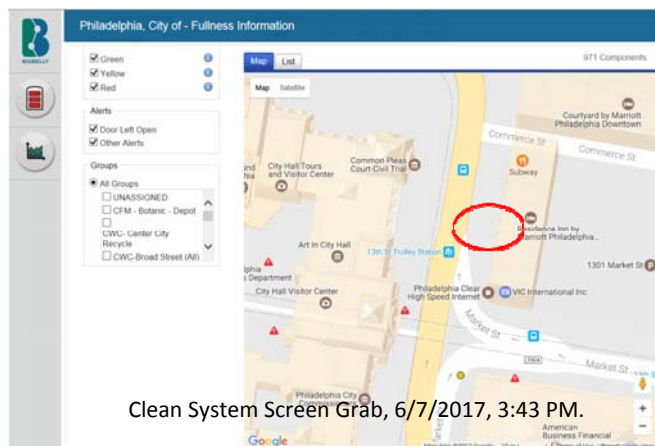 Philadelphia, City of - Fullness Information
BIGBELLY
Green
Yellow
Red
Alerts
Door Left Open
Other Alerts
Groups
All Groups
UNASSIGNED
CFM - Botanic - Depot
CWC- Center City
Recycle
CWC-Broad Street (All)
Map List
971 Components
Map Satellite
Courtyard by Marriott
Philadelphia Downtown
Commerce St
Commerce St
Subway
City Hall Tours
and Visitor Center
Common Pleas
Court-Civil Trial
Residence Inn by
Marriott Philadelphia...
Art In City Hall
13th St Trolley Station
1301 Market St
Department
City Hall Visitor Center
Philadelphia Clear
High Speed Internet
VIC International Inc
Market St
Market St
Philadelphia City
Commissioners
Clean System Screen Grab, 6/7/2017, 3:43 PM.
American
Business Financial
Google